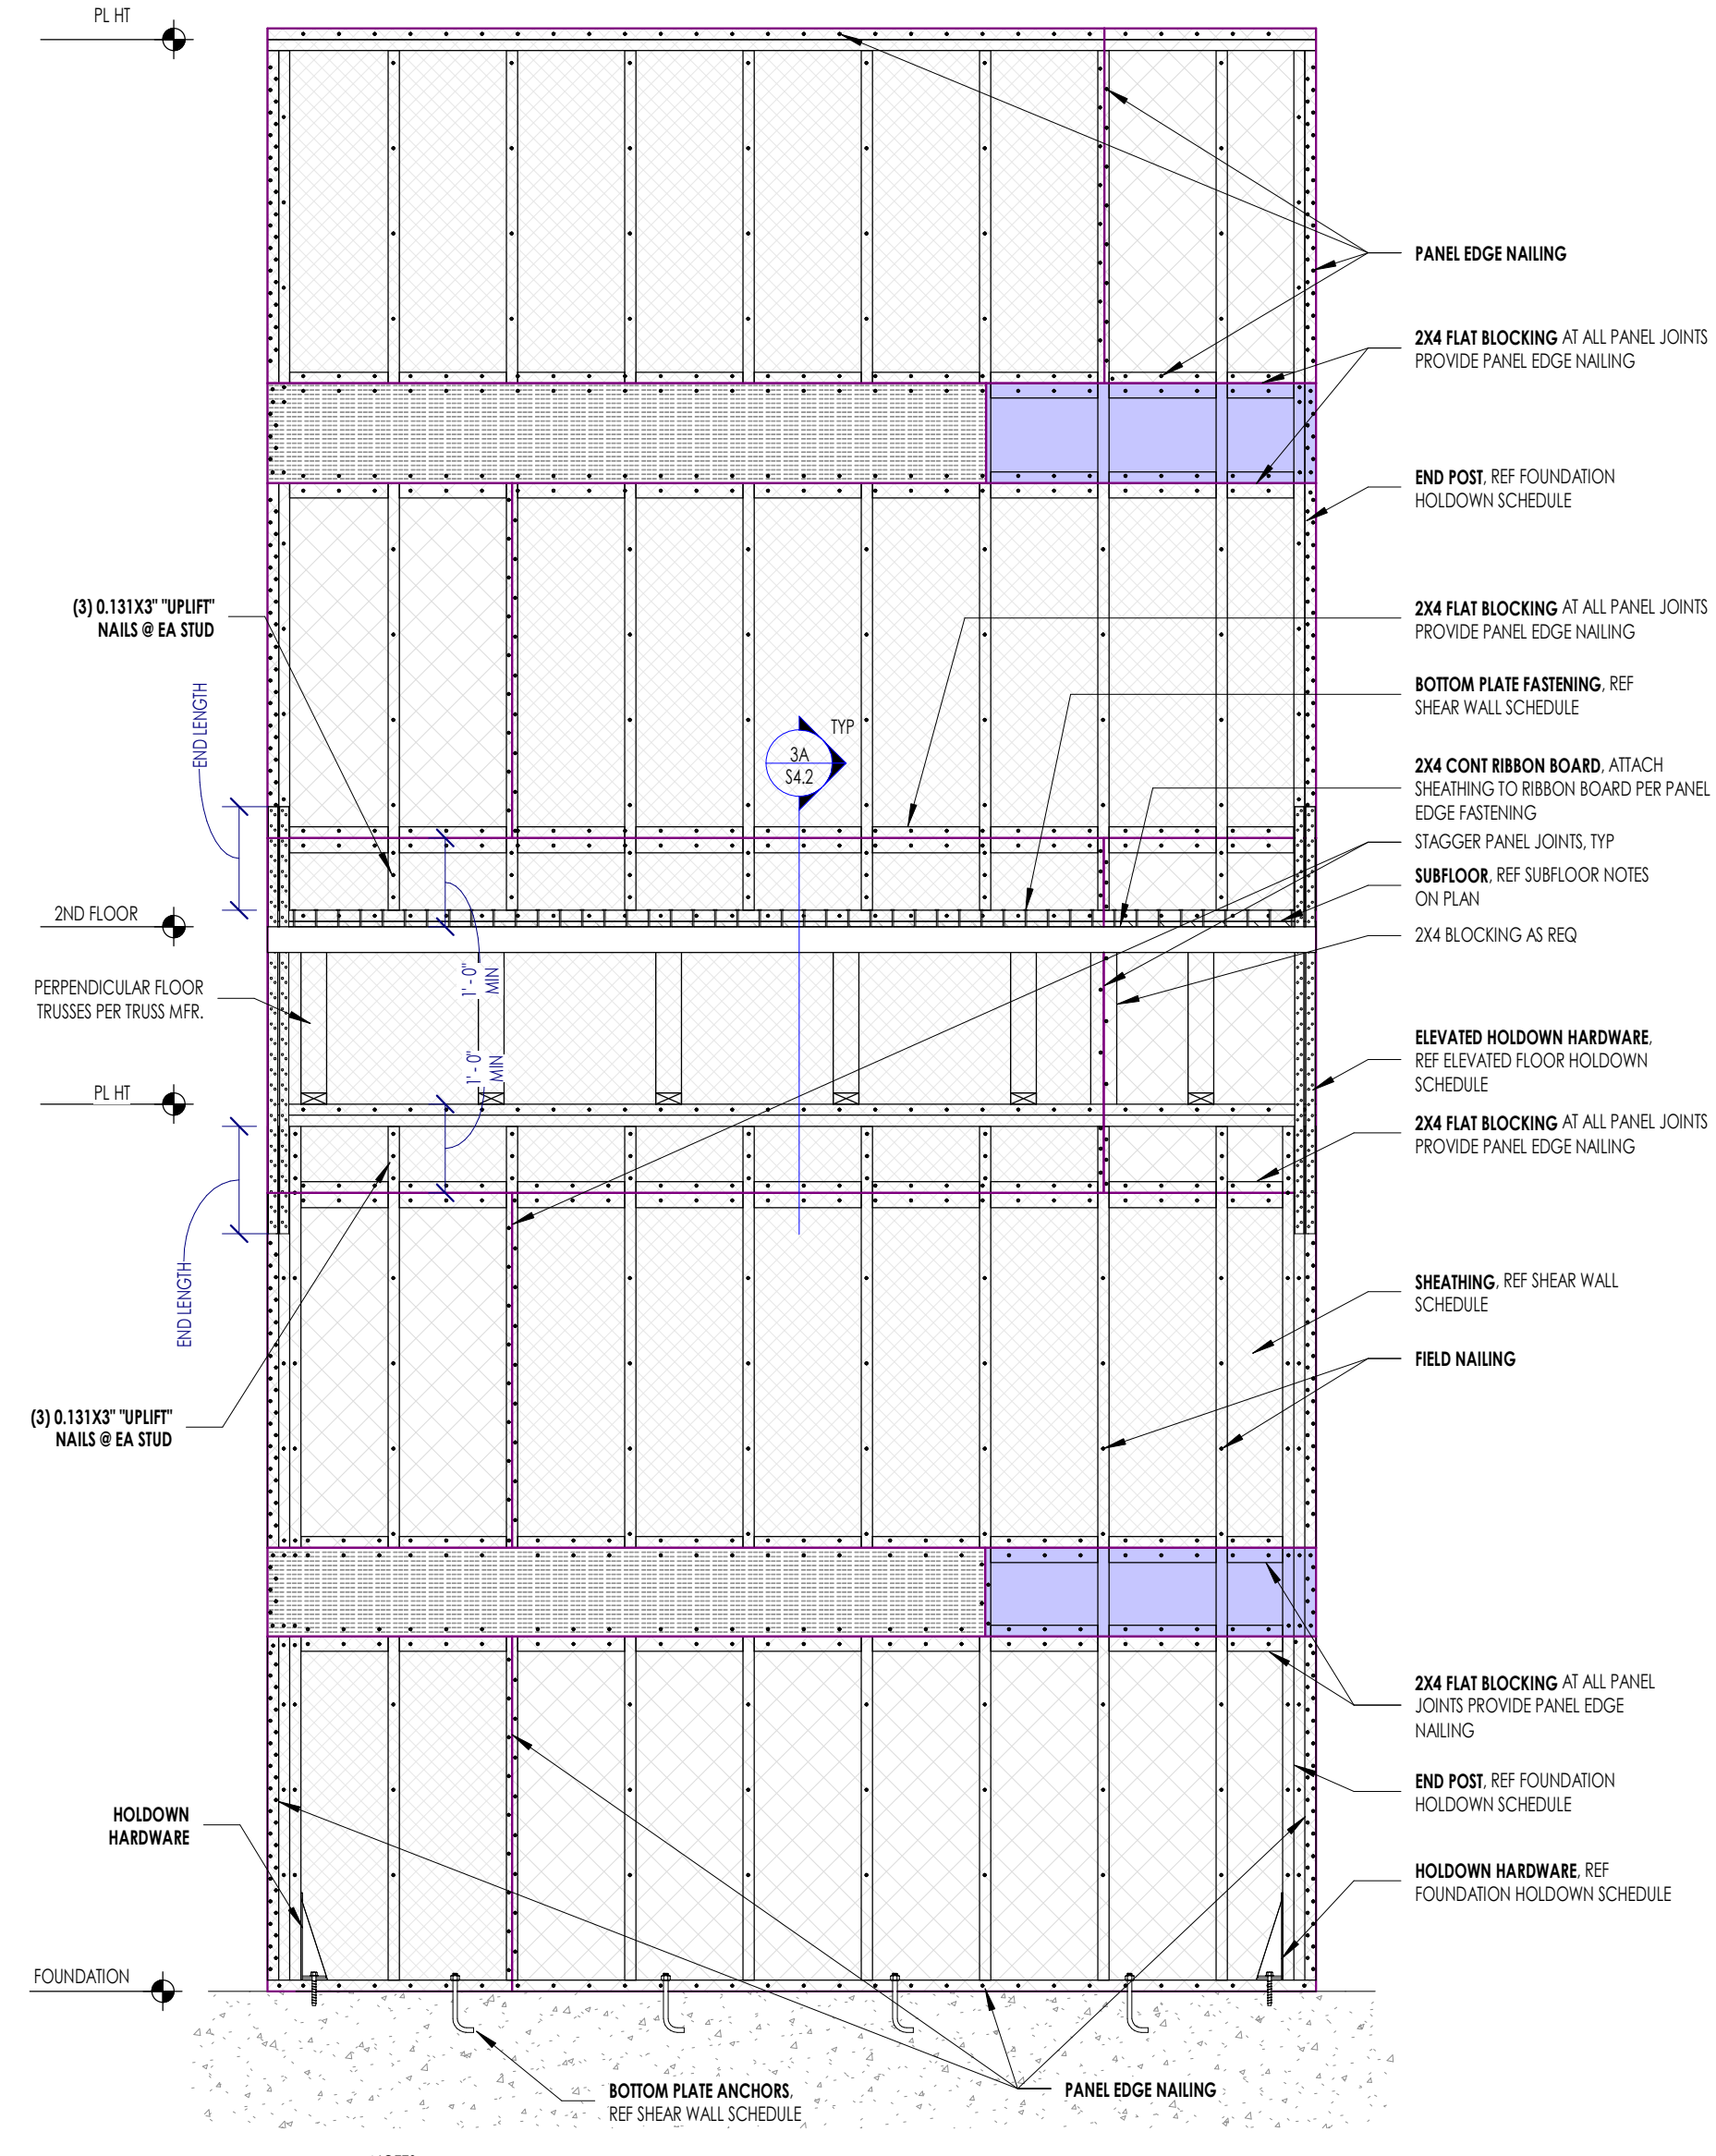 PL HT
PANEL EDGE NAILING
2X4 FLAT BLOCKING AT ALL PANEL JOINTS
PROVIDE PANEL EDGE NAILING
END POST, REF FOUNDATION
HOLDOWN SCHEDULE
(3) 0.131X3" "UPLIFT"
NAILS @ EA STUD
2X4 FLAT BLOCKING AT ALL PANEL JOINTS
PROVIDE PANEL EDGE NAILING
END LENGTH
BOTTOM PLATE FASTENING, REF
SHEAR WALL SCHEDULE
TYP
3A
S4.2
2X4 CONT RIBBON BOARD, ATTACH
SHEATHING TO RIBBON BOARD PER PANEL
EDGE FASTENING
STAGGER PANEL JOINTS, TYP
SUBFLOOR, REF SUBFLOOR NOTES
ON PLAN
2ND FLOOR
2X4 BLOCKING AS REQ
1' - 0"
MIN
PERPENDICULAR FLOOR
TRUSSES PER TRUSS MFR.
ELEVATED HOLDOWN HARDWARE,
REF ELEVATED FLOOR HOLDOWN
SCHEDULE
1' - 0"
MIN
PL HT
2X4 FLAT BLOCKING AT ALL PANEL JOINTS
PROVIDE PANEL EDGE NAILING
END LENGTH
SHEATHING, REF SHEAR WALL
SCHEDULE
FIELD NAILING
(3) 0.131X3" "UPLIFT"
NAILS @ EA STUD
2X4 FLAT BLOCKING AT ALL PANEL
JOINTS PROVIDE PANEL EDGE
NAILING
END POST, REF FOUNDATION
HOLDOWN SCHEDULE
HOLDOWN
HARDWARE
HOLDOWN HARDWARE, REF
FOUNDATION HOLDOWN SCHEDULE
FOUNDATION
BOTTOM PLATE ANCHORS,
REF SHEAR WALL SCHEDULE
PANEL EDGE NAILING